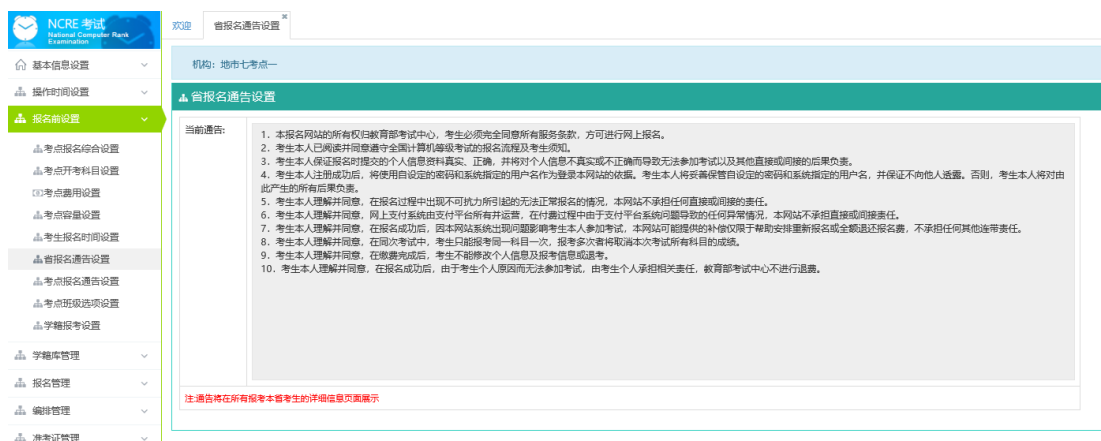 NCRE 考试
National Computer Rank
Examination
基本信息设置
操作时间设置
报名前设置
考点报名综合设置
考点开考科目设置
考点费用设置
考点容量设置
考生报名时间设置
省报名通告设置
考点报名通告设置
考点班级选项设置
学籍报考设置
学籍库管理
报名管理
编排管理
准考证管理
欢迎 省报名通告设置
机构：地市七考点一
省报名通告设置
当前通告:
1. 本报名网站的所有权归教育部考试中心，考生必须完全同意所有服务条款，方可进行网上报名。
2. 考生本人已阅读并同意遵守全国计算机等级考试的报名流程及考生须知。
3. 考生本人保证报名时提交的个人信息资料真实、正确，并将对个人信息不真实或不正确而导致无法参加考试以及其他直接或间接的后果负责。
4. 考生本人注册成功后，将使用自设定的密码和系统指定的用户名作为登录本网站的依据。考生本人将妥善保管自设定的密码和系统指定的用户名，并保证不向他人透露。否则，考生本人将对由
此产生的所有后果负责。
5. 考生本人理解并同意，在报名过程中出现不可抗力所引起的无法正常报名的情况，本网站不承担任何直接或间接的责任。
6. 考生本人理解并同意，网上支付系统由支付平台所有并运营，在付费过程中由于支付平台系统问题导致的任何异常情况，本网站不承担直接或间接责任。
7. 考生本人理解并同意，在报名成功后，因本网站系统出现问题影响考生本人参加考试，本网站可能提供的补偿仅限于帮助安排重新报名或全额退还报名费，不承担任何其他连带责任。
8. 考生本人理解并同意，在同次考试中，考生只能报考同一科目一次，报考多次者将取消本次考试所有科目的成绩。
9. 考生本人理解并同意，在缴费完成后，考生不能修改个人信息及报考信息或退考。
10. 考生本人理解并同意，在报名成功后，由于考生个人原因而无法参加考试，由考生个人承担相关责任，教育部考试中心不进行退费。
注:通告将在所有报考本省考生的详细信息页面展示